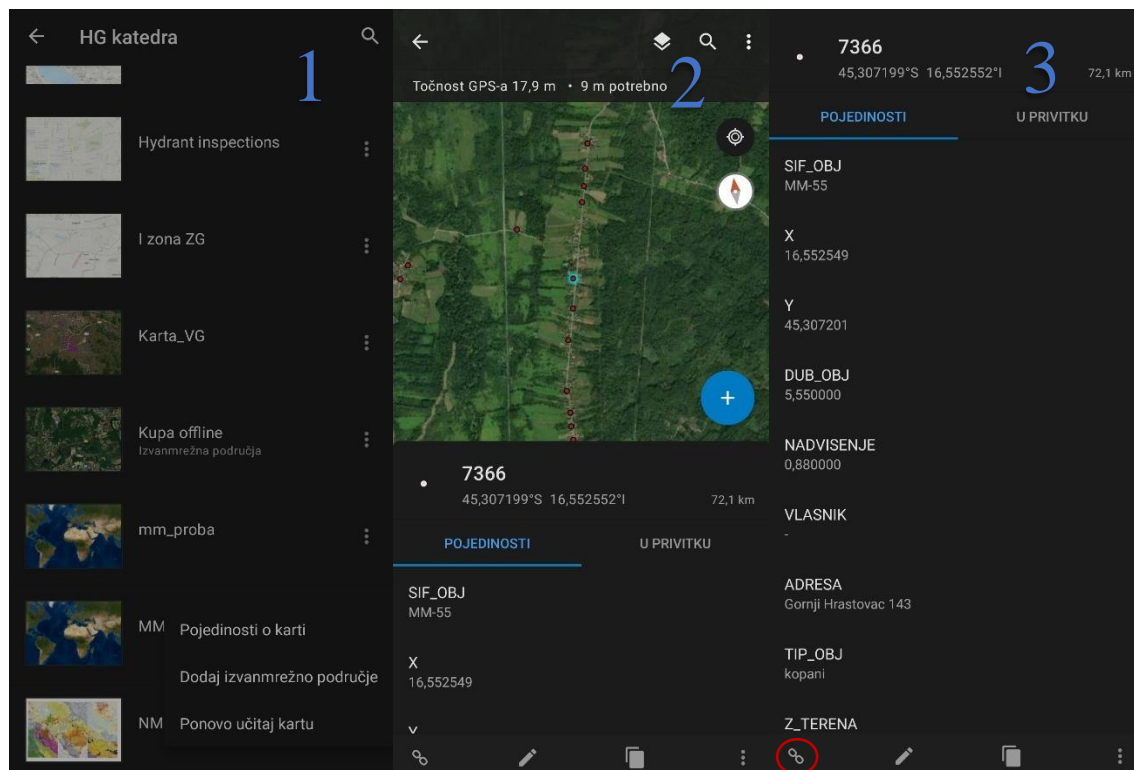 HG katedra
1
Hydrant inspections
I zona ZG
Karta_VG
Kupa offline
Izvanmrežna područja
mm_proba
MM
Pojedinosti o karti
Dodaj izvanmrežno područje
NM
Ponovo učitaj kartu
2
Točnost GPS-a 17,9 m • 9 m potrebno
7366
45,307199°S 16,552552°I
72,1 km
POJEDINOSTI
U PRIVITKU
SIF_OBJ
MM-55
X
16,552549
3
7366
45,307199°S 16,552552°I
72,1 km
POJEDINOSTI
U PRIVITKU
SIF_OBJ
MM-55
X
16,552549
Y
45,307201
DUB_OBJ
5,550000
NADVISENJE
0,880000
VLASNIK
-
ADRESA
Gornji Hrastovac 143
TIP_OBJ
kopani
Z_TERENA